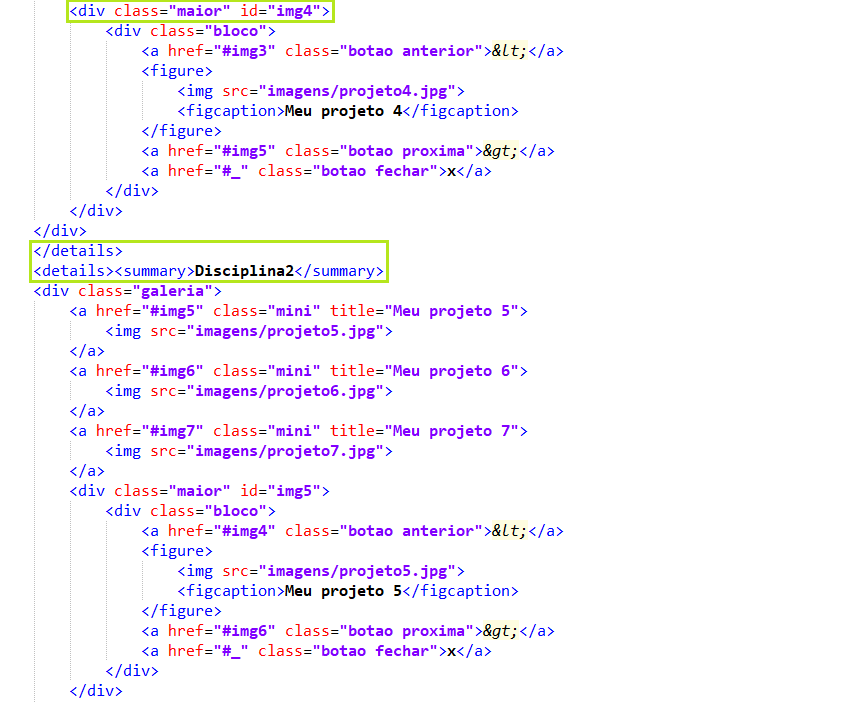 <div class="maior" id="img4">
<div class="bloco">
<a href="#img3" class="botao anterior">&lt;</a>
<figure>
<img src="imagens/projeto4.jpg">
<figcaption>Meu projeto 4</figcaption>
</figure>
<a href="#img5" class="botao proxima">&gt;</a>
<a href="#_" class="botao fechar">x</a>
</div>
</div>
</div>
</details>
<details><summary>Disciplina2</summary>
<div class="galeria">
<a href="#img5" class="mini" title="Meu projeto 5">
<img src="imagens/projeto5.jpg">
</a>
<a href="#img6" class="mini" title="Meu projeto 6">
<img src="imagens/projeto6.jpg">
</a>
<a href="#img7" class="mini" title="Meu projeto 7">
<img src="imagens/projeto7.jpg">
</a>
<div class="maior" id="img5">
<div class="bloco">
<a href="#img4" class="botao anterior">&lt;</a>
<figure>
<img src="imagens/projeto5.jpg">
<figcaption>Meu projeto 5</figcaption>
</figure>
<a href="#img6" class="botao proxima">&gt;</a>
<a href="#_" class="botao fechar">x</a>
</div>
</div>